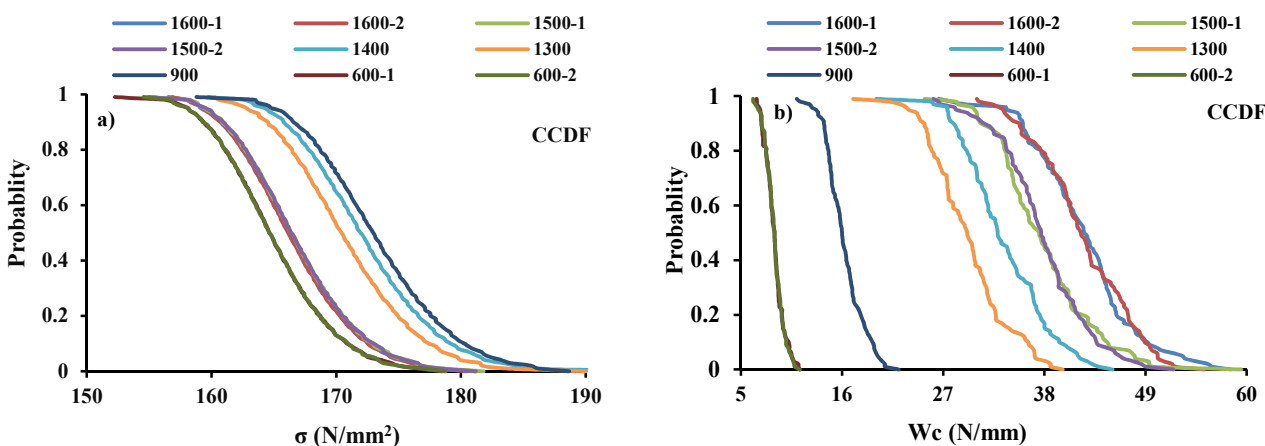 1600-1 1600-2 1500-1
1500-2 1400 1300
900 600-1 600-2
1
0.8
0.6
0.4
0.2
0
Probablity
a)
CCDF
150 160 170 180 190
σ (N/mm²)
1600-1 1600-2 1500-1
1500-2 1400 1300
900 600-1 600-2
1
0.8
0.6
0.4
0.2
0
Probablity
b)
CCDF
5 16 27 38 49 60
Wc (N/mm)